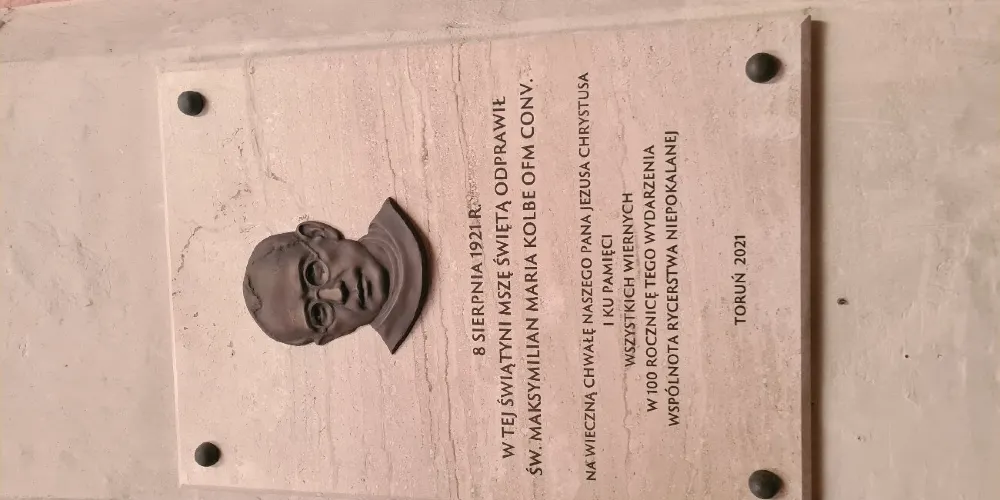 8 SIERPNIA 1921 R.
W TEJ ŚWIĄTYNI MSZĘ ŚWIĘTĄ ODPRAWIŁ
ŚW. MAKSYMILIAN MARIA KOLBE OFM CONV.
NA WIECZNĄ CHWAŁĘ NASZEGO PANA JEZUSA CHRYSTUSA
I KU PAMIĘCI
WSZYSTKICH WIERNYCH
W 100 ROCZNICĘ TEGO WYDARZENIA
WSPÓLNOTA RYCERSTWA NIEPOKALANEJ
TORUŃ 2021